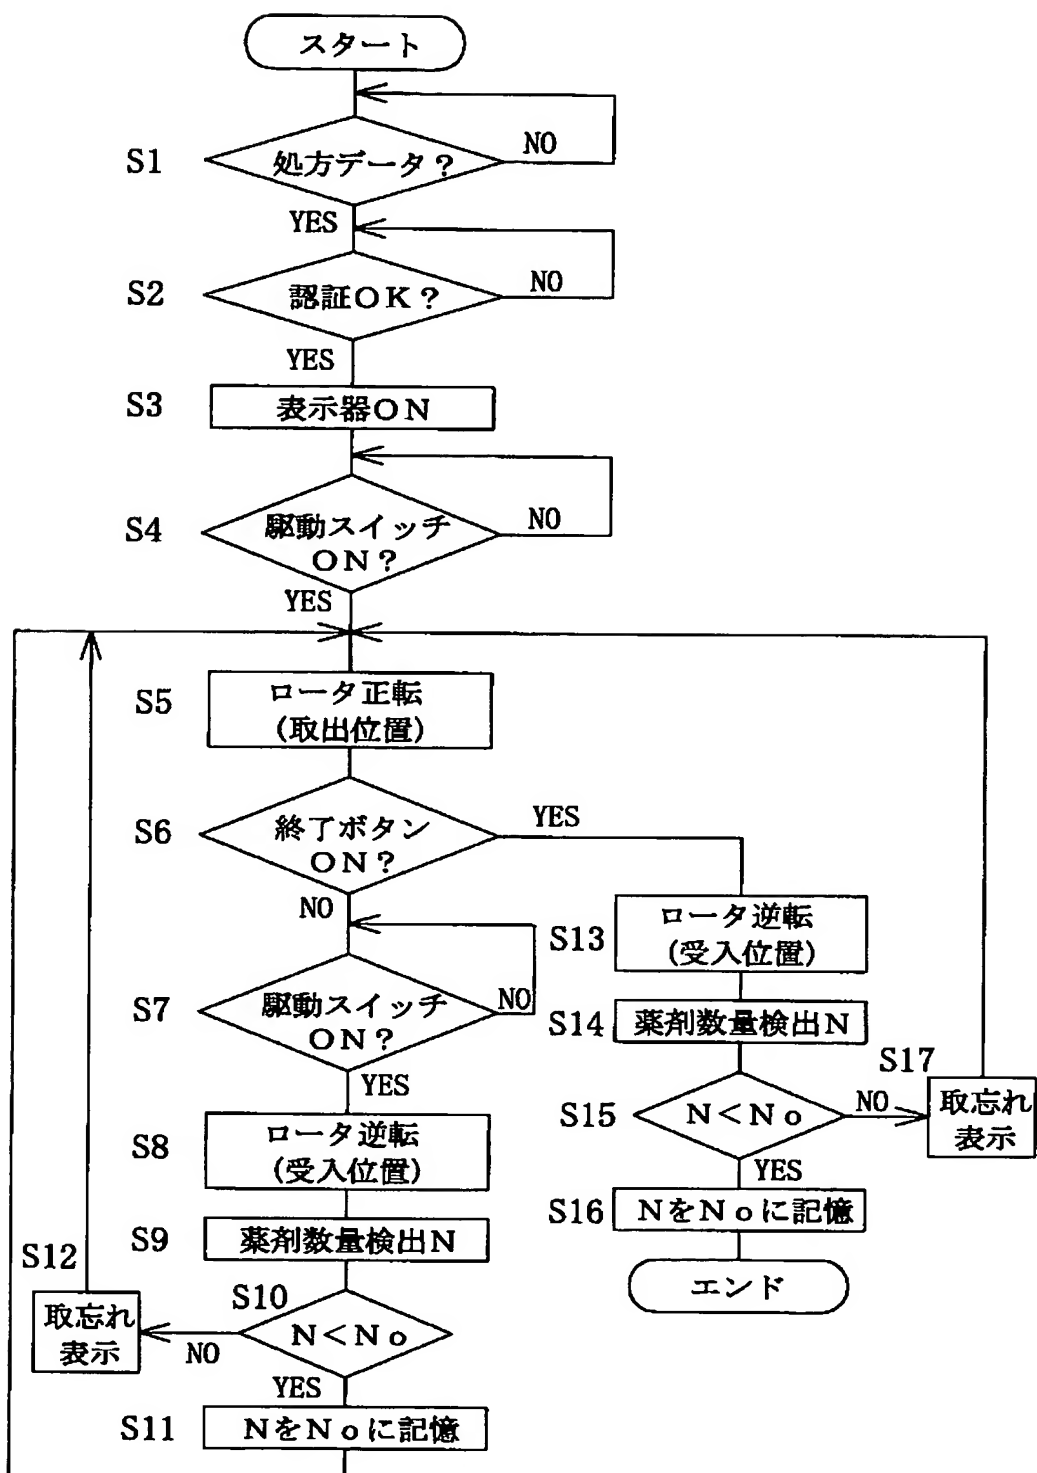 スタート
S1
処方データ？
NO
YES
S2
認証ＯＫ？
NO
YES
S3
表示器ＯＮ
S4
駆動スイッチ
ＯＮ？
NO
YES
S5
ロータ正転
(取出位置)
S6
終了ボタン
ＯＮ？
YES
NO
S7
駆動スイッチ
ＯＮ？
NO
YES
S8
ロータ逆転
(受入位置)
S9
薬剤数量検出Ｎ
S10
Ｎ＜Ｎｏ
NO
YES
S12
取忘れ
表示
S11
ＮをＮｏに記憶
S13
ロータ逆転
(受入位置)
S14
薬剤数量検出Ｎ
S15
Ｎ＜Ｎｏ
NO
YES
S17
取忘れ
表示
S16
ＮをＮｏに記憶
エンド